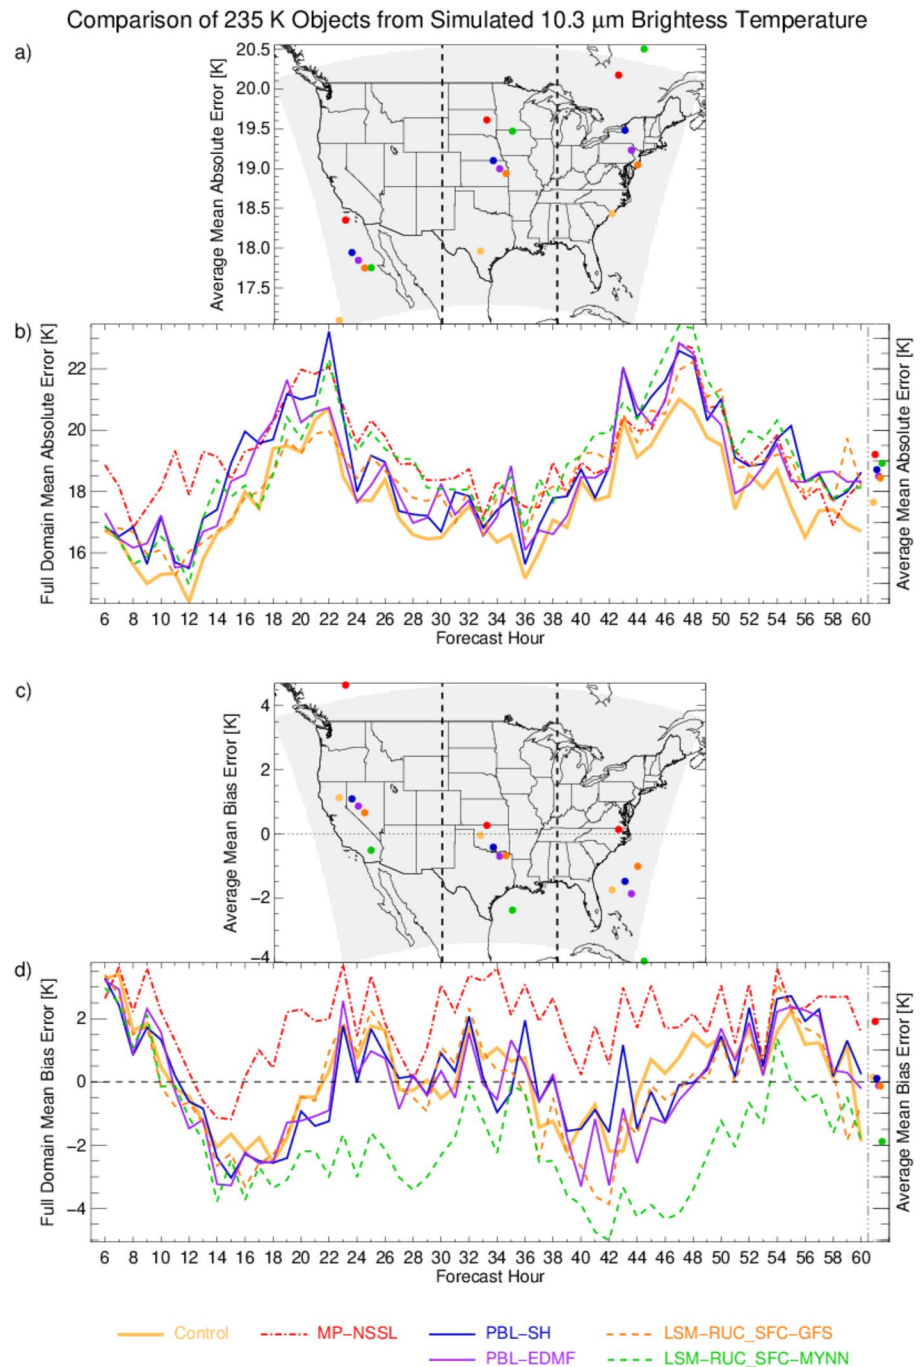 Comparison of 235 K Objects from Simulated 10.3 μm Brightess Temperature
a)
Average Mean Absolute Error [K]
20.5
20.0
19.5
19.0
18.5
18.0
17.5
b)
Full Domain Mean Absolute Error [K]
22
20
18
16
Average Mean Absolute Error [K]
6 8 10 12 14 16 18 20 22 24 26 28 30 32 34 36 38 40 42 44 46 48 50 52 54 56 58 60
Forecast Hour
c)
Average Mean Bias Error [K]
4
2
0
−2
−4
d)
Full Domain Mean Bias Error [K]
2
0
−2
−4
Average Mean Bias Error [K]
6 8 10 12 14 16 18 20 22 24 26 28 30 32 34 36 38 40 42 44 46 48 50 52 54 56 58 60
Forecast Hour
Control MP−NSSL PBL−SH LSM−RUC_SFC−GFS
PBL−EDMF LSM−RUC_SFC−MYNN